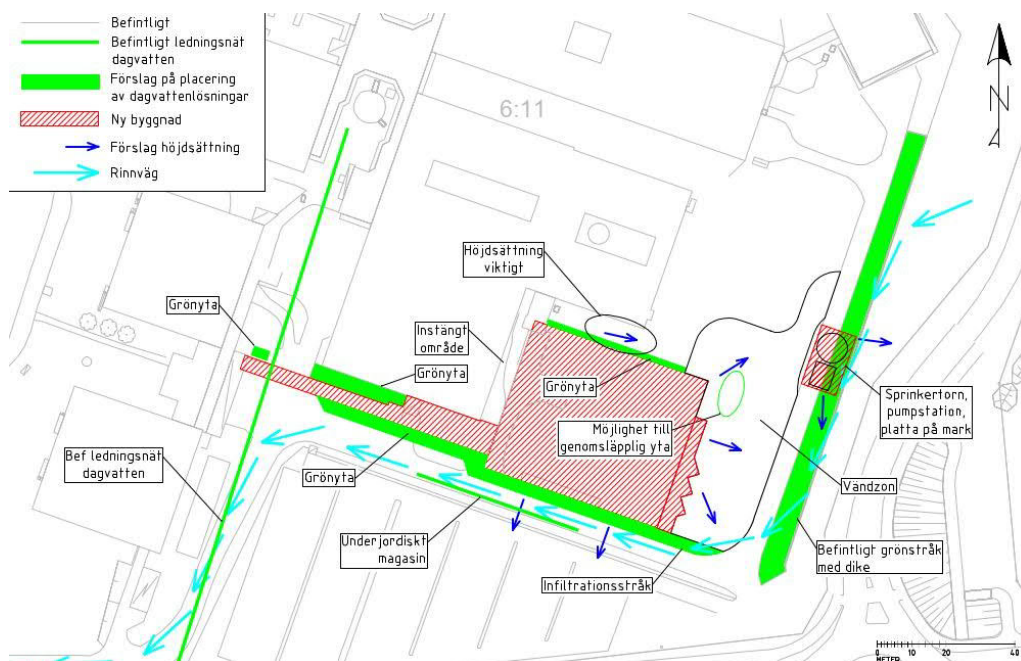 Befintligt
Befintligt ledningsnät
dagvatten
Förslag på placering
av dagvattenlösningar
Ny byggnad
Förslag höjdsättning
Rinnväg
N
6:11
Höjdsättning
viktigt
Grönyta
Instängt
område
Grönyta
Grönyta
Sprinkertorn,
pumpstation,
platta på mark
Möjlighet till
genomsläpplig yta
Bef ledningsnät
dagvatten
Grönyta
Vändzon
Underjordiskt
magasin
Infiltrationsstråk
Befintligt grönstråk
med dike
0 10 20 40
METER